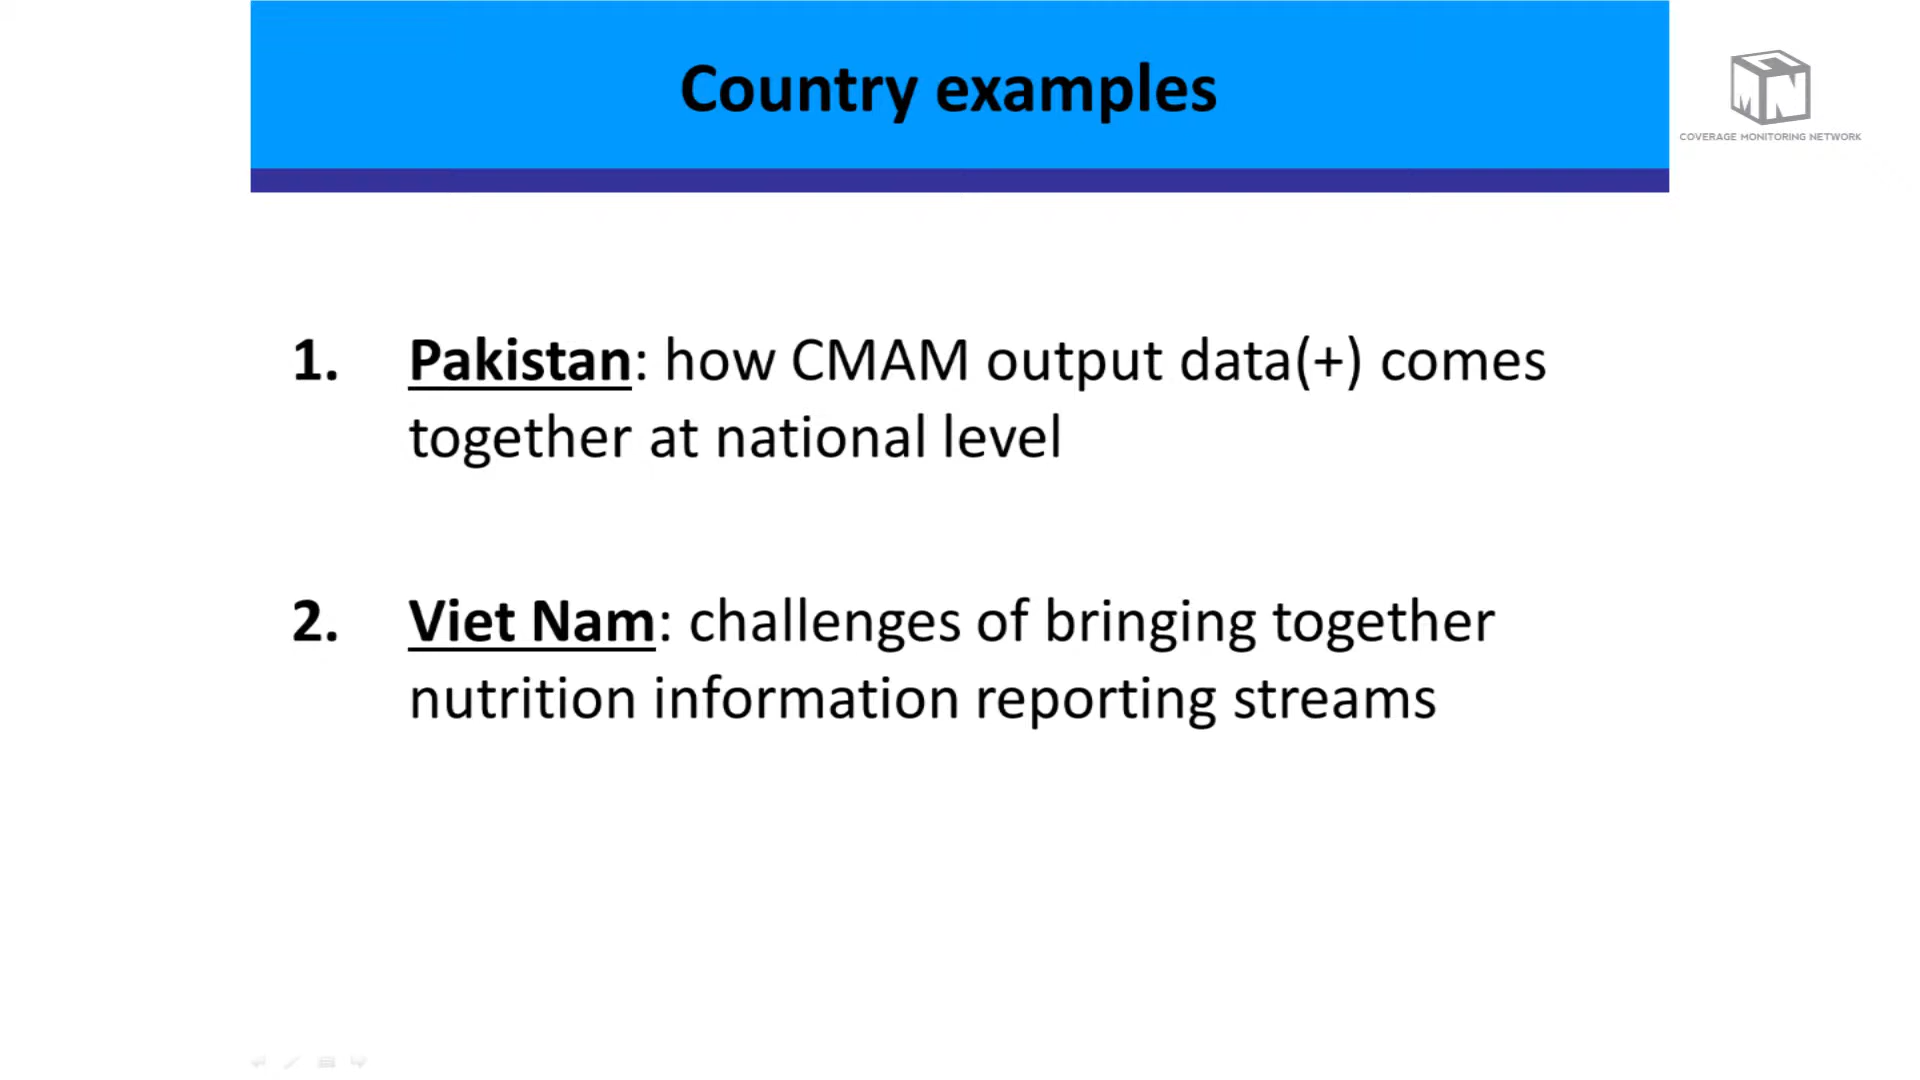 Country examples
COVERAGE MONITORING NETWORK
1. Pakistan: how CMAM output data(+) comes
together at national level
2. Viet Nam: challenges of bringing together
nutrition information reporting streams